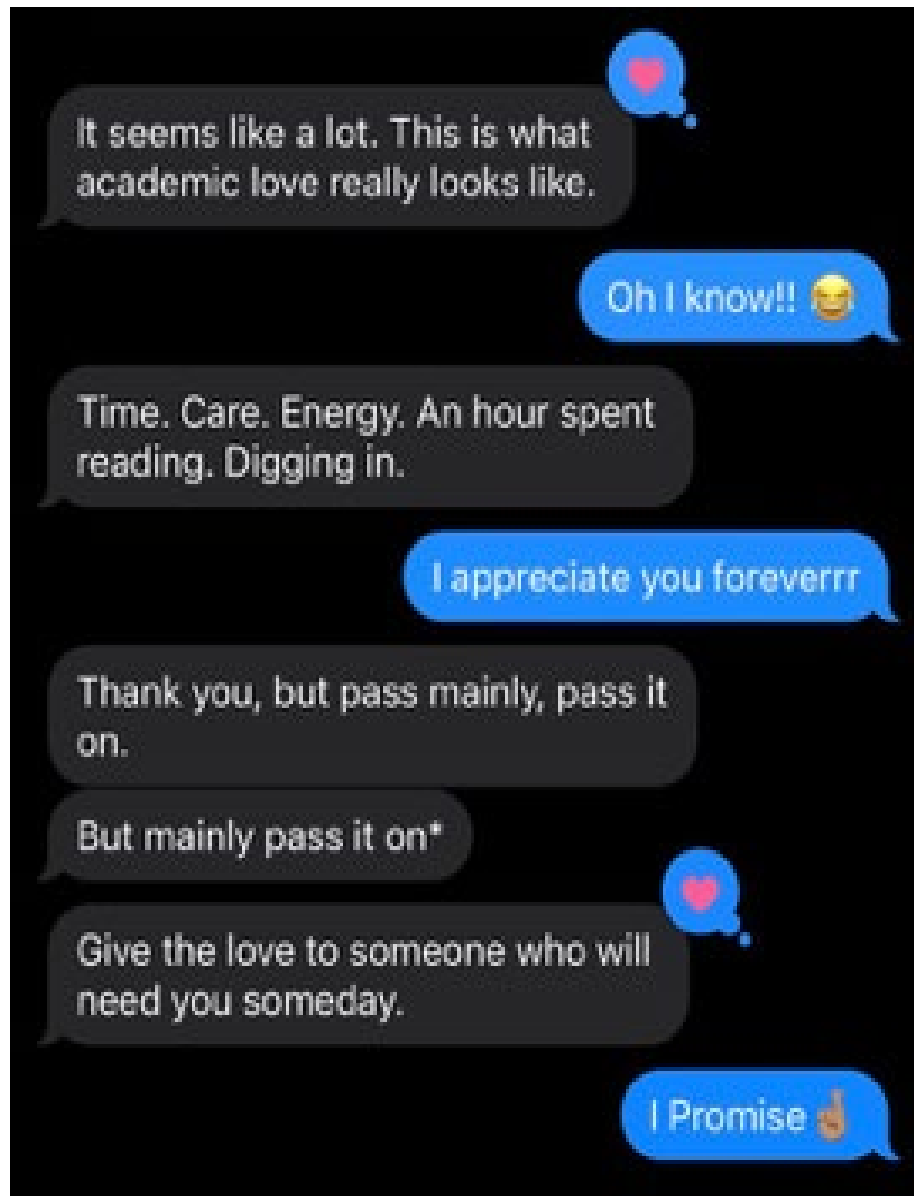 It seems like a lot. This is what
academic love really looks like.
Oh I know!! 😂
Time. Care. Energy. An hour spent
reading. Digging in.
I appreciate you foreverrr
Thank you, but pass mainly, pass it
on.
But mainly pass it on*
Give the love to someone who will
need you someday.
I Promise🤞🏽